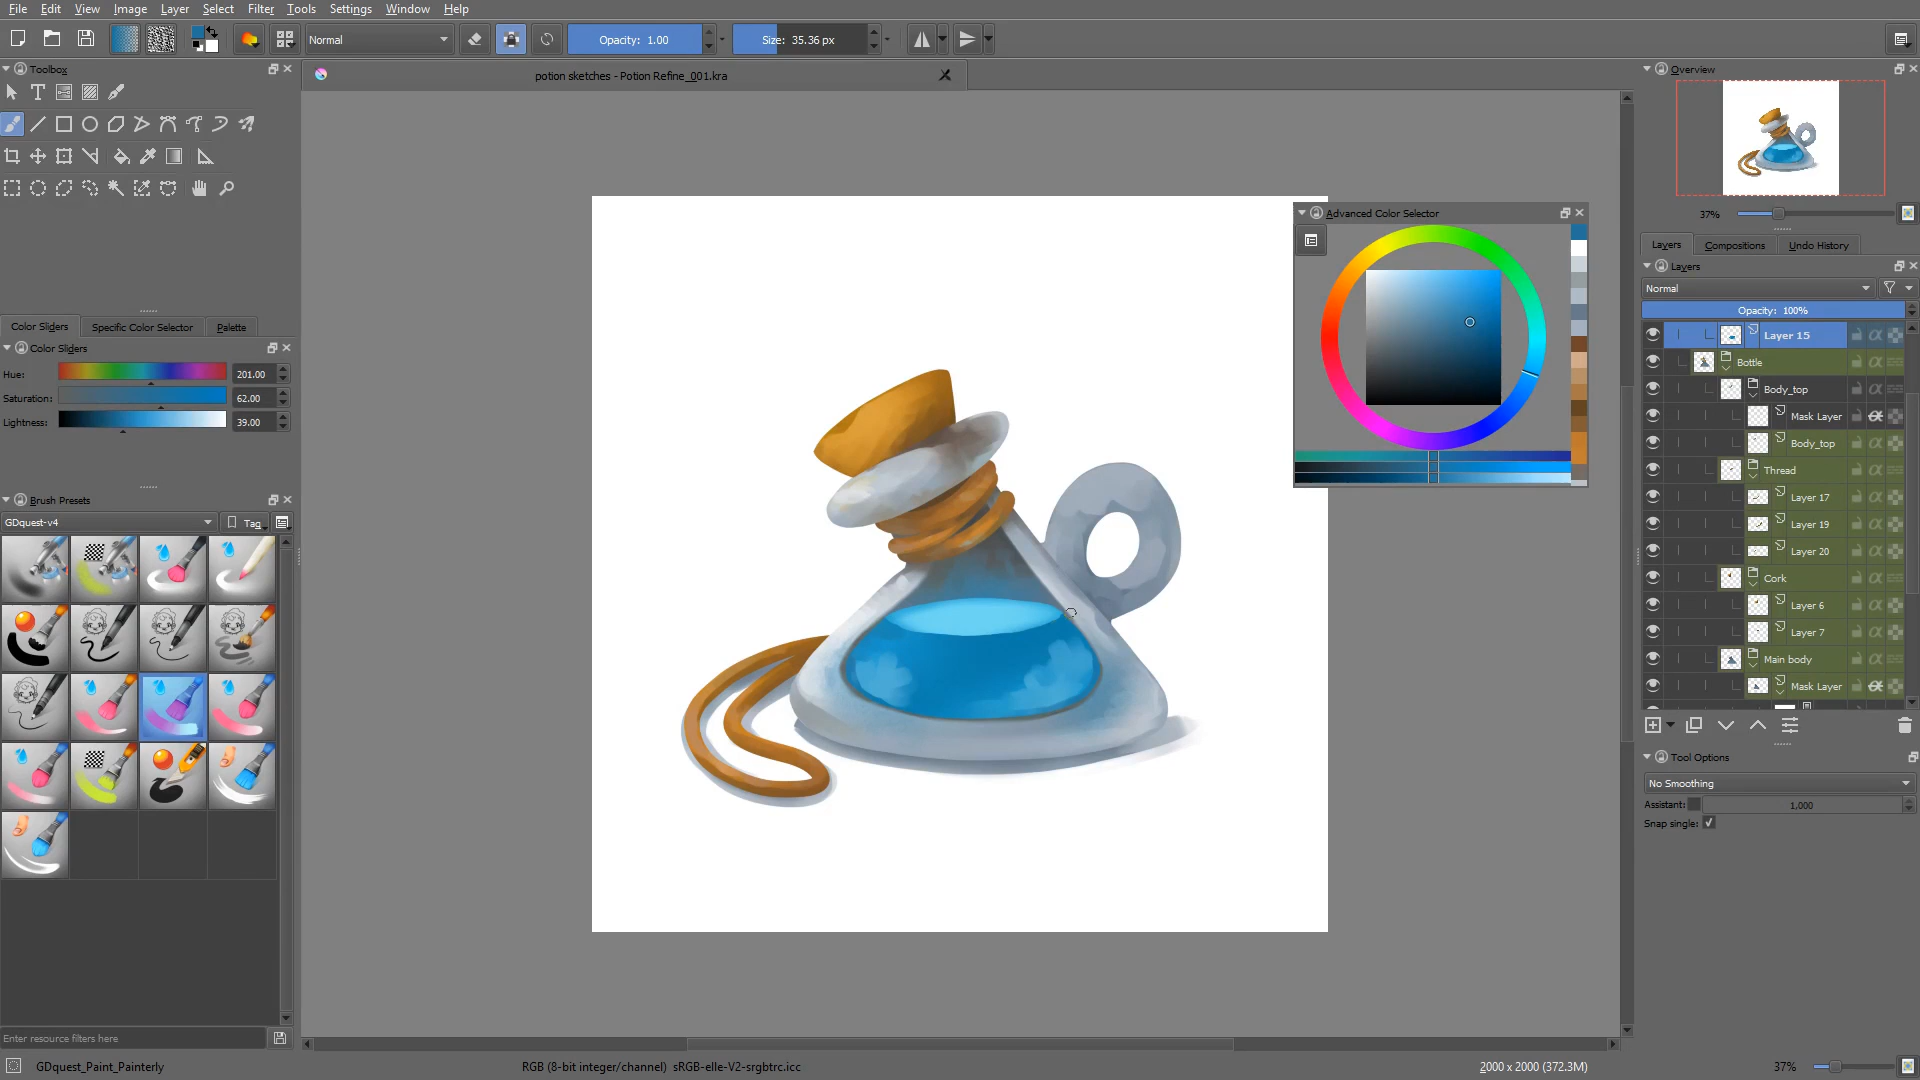 File Edit View Image Layer Select Filter Tools Settings Window Help
Normal
Opacity: 1.00
Size: 35.36 px
Toolbox
potion sketches - Potion Refine_001.kra
Overview
37%
Layers Compositions Undo History
Layers
Normal
Opacity: 100%
Layer 15
Bottle
Body_top
Mask Layer
Body_top
Thread
Layer 17
Layer 19
Layer 20
Cork
Layer 6
Layer 7
Main body
Mask Layer
Tool Options
No Smoothing
Assistant: 1,000
Snap single:
Advanced Color Selector
Color Sliders Specific Color Selector Palette
Color Sliders
Hue: 201.00
Saturation: 62.00
Lightness: 39.00
Brush Presets
GDquest-v4
Tag
Enter resource filters here
GDquest_Paint_Painterly
RGB (8-bit integer/channel) sRGB-elle-V2-srgbtrc.icc
2000 x 2000 (372.3M)
37%